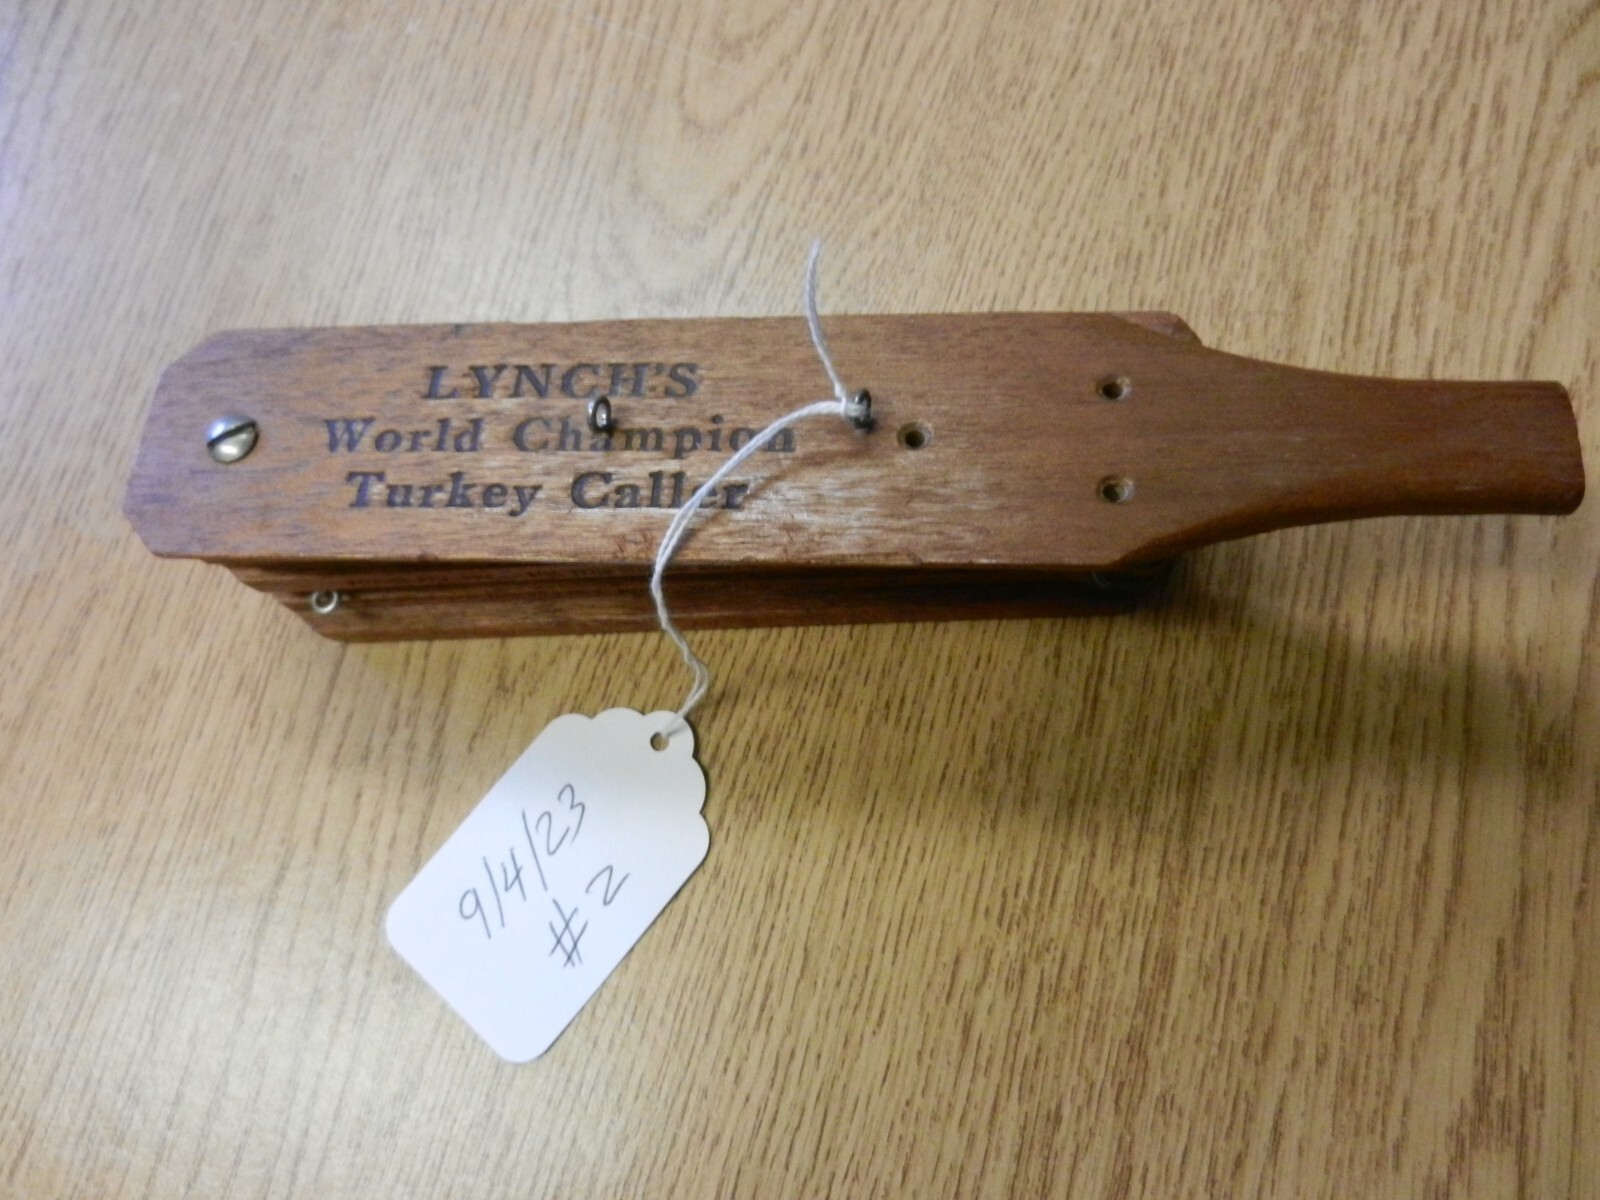 LYNCH'S
World Champion
Turkey Caller
9/4/23
# 2